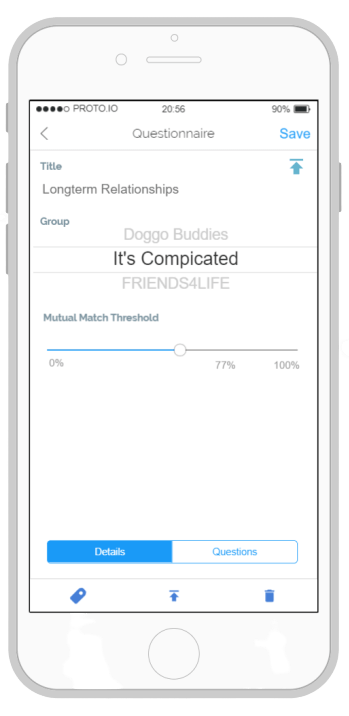 PROTO.IO 20:56 90%
Questionnaire Save
Title
Longterm Relationships
Group
Doggo Buddies
It's Compicated
FRIENDS4LIFE
Mutual Match Threshold
0% 77% 100%
Details Questions